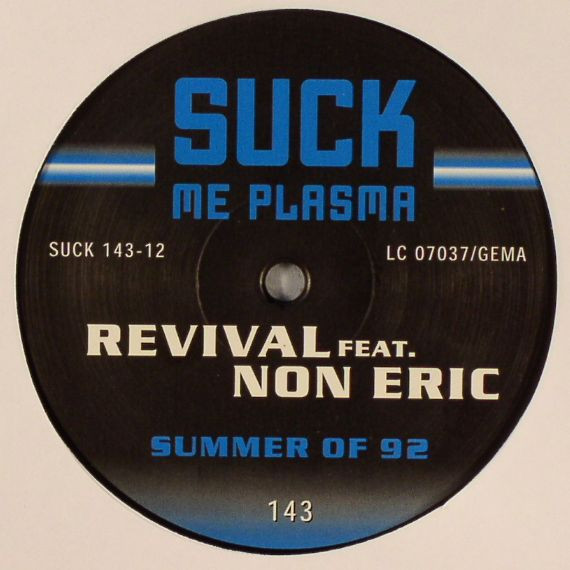 SUCK
ME PLASMA
SUCK 143-12
LC 07037/GEMA
REVIVAL FEAT.
NON ERIC
SUMMER OF 92
143